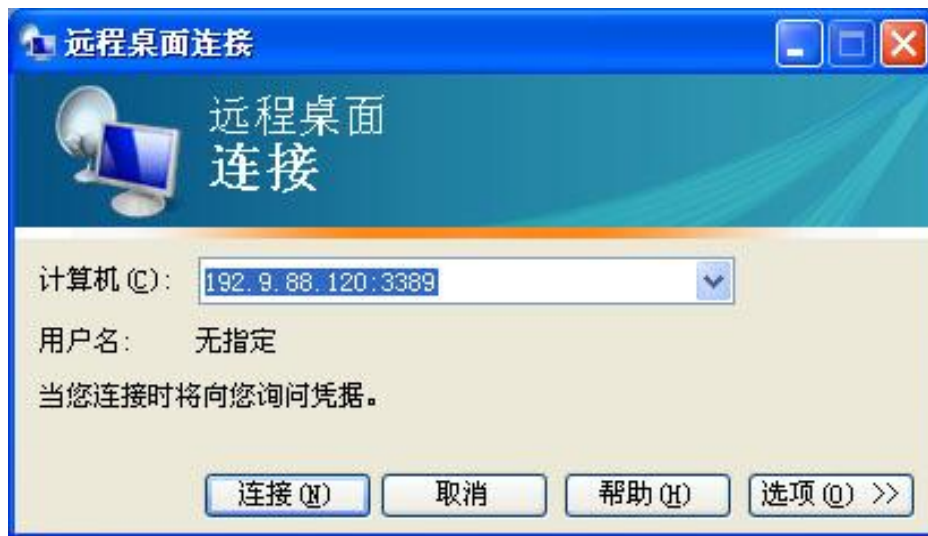 远程桌面连接
远程桌面
连接
计算机(C): 192.9.88.120:3389
用户名: 无指定
当您连接时将向您询问凭据。
连接(N) 取消 帮助(H) 选项(O) >>